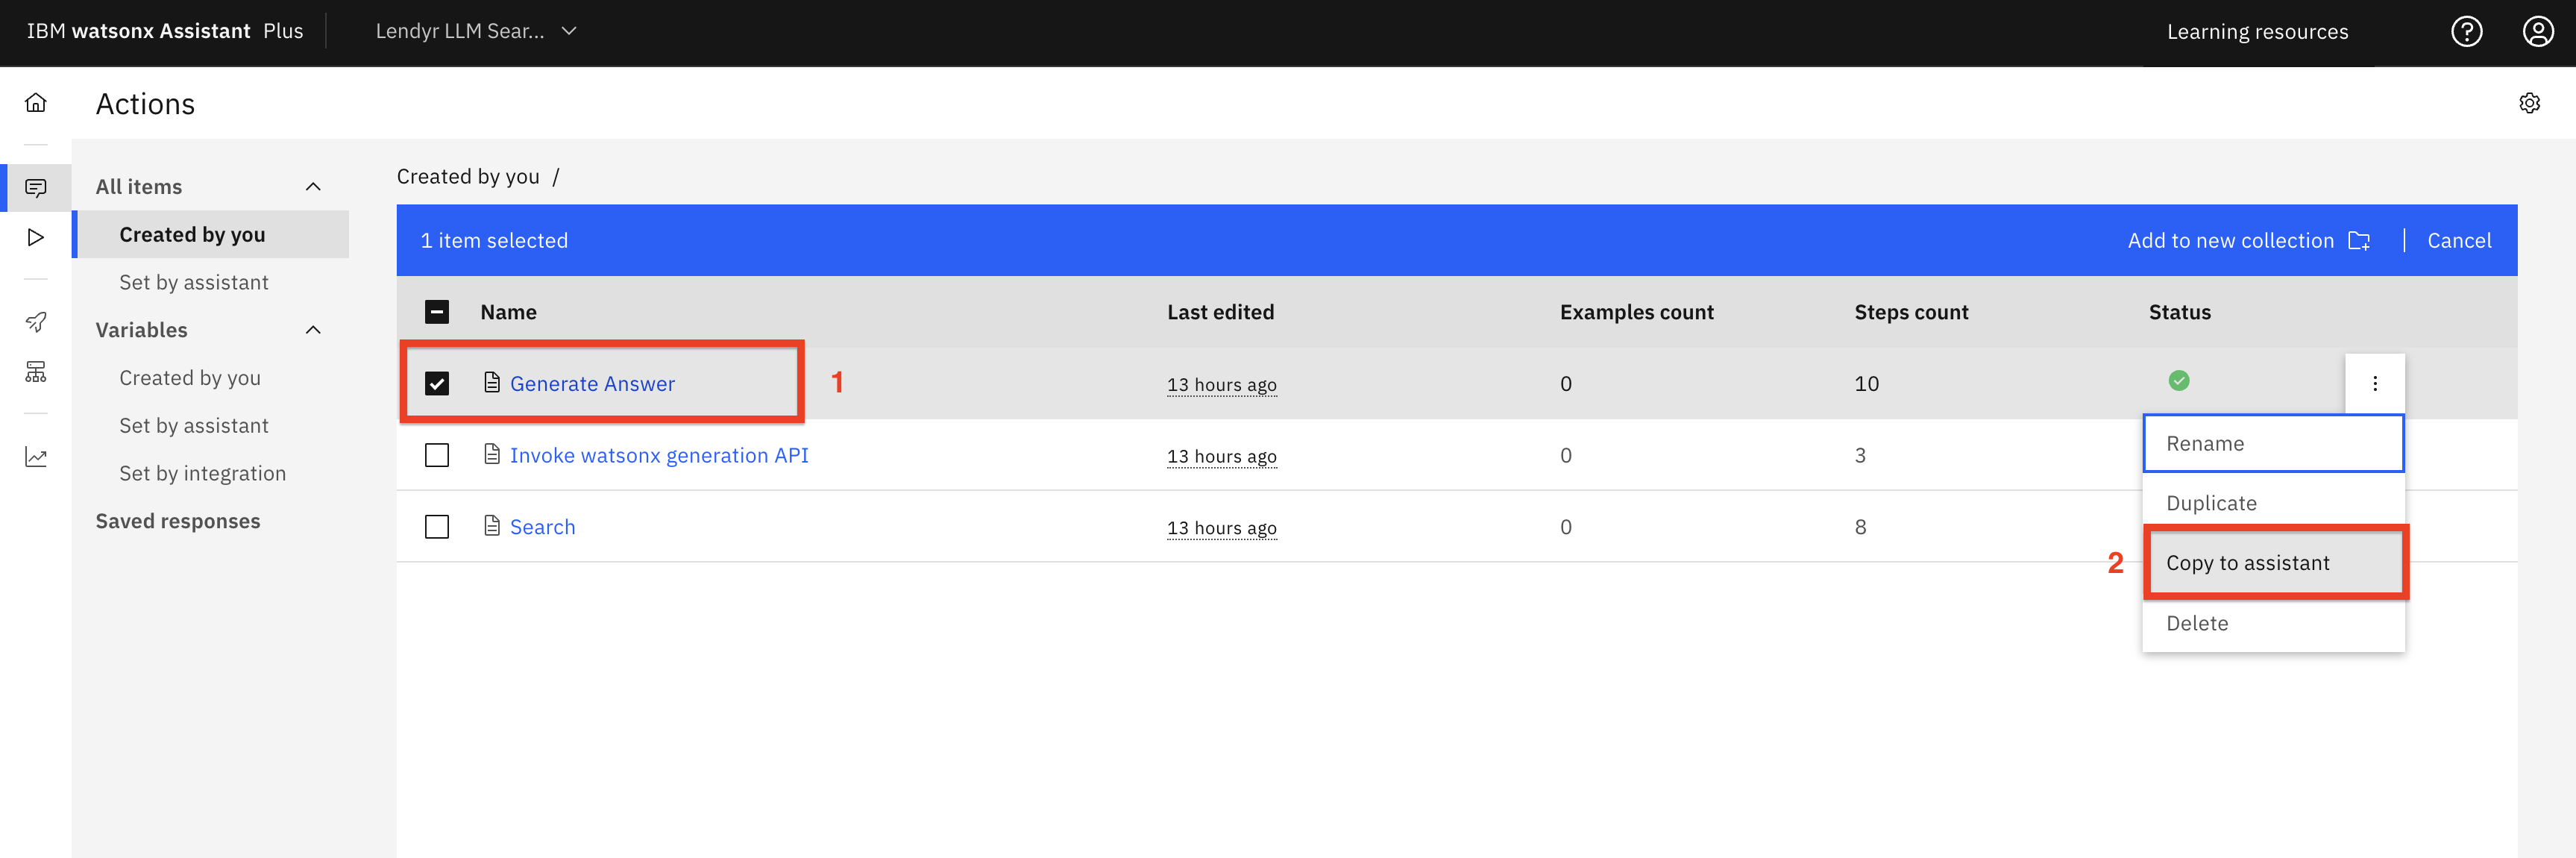 IBM watsonx Assistant Plus
Lendyr LLM Sear...
Learning resources
Actions
All items
Created by you
Set by assistant
Variables
Created by you
Set by assistant
Set by integration
Saved responses
Created by you /
1 item selected
Add to new collection
Cancel
Name Last edited Examples count Steps count Status
Generate Answer 1 13 hours ago 0 10
Invoke watsonx generation API 13 hours ago 0 3
Search 13 hours ago 0 8
Rename
Duplicate
2 Copy to assistant
Delete